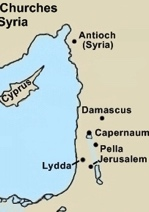 Churches
Syria
Antioch
(Syria)
Cyprus
Damascus
Capernaum
Pella
Jerusalem
Lydda